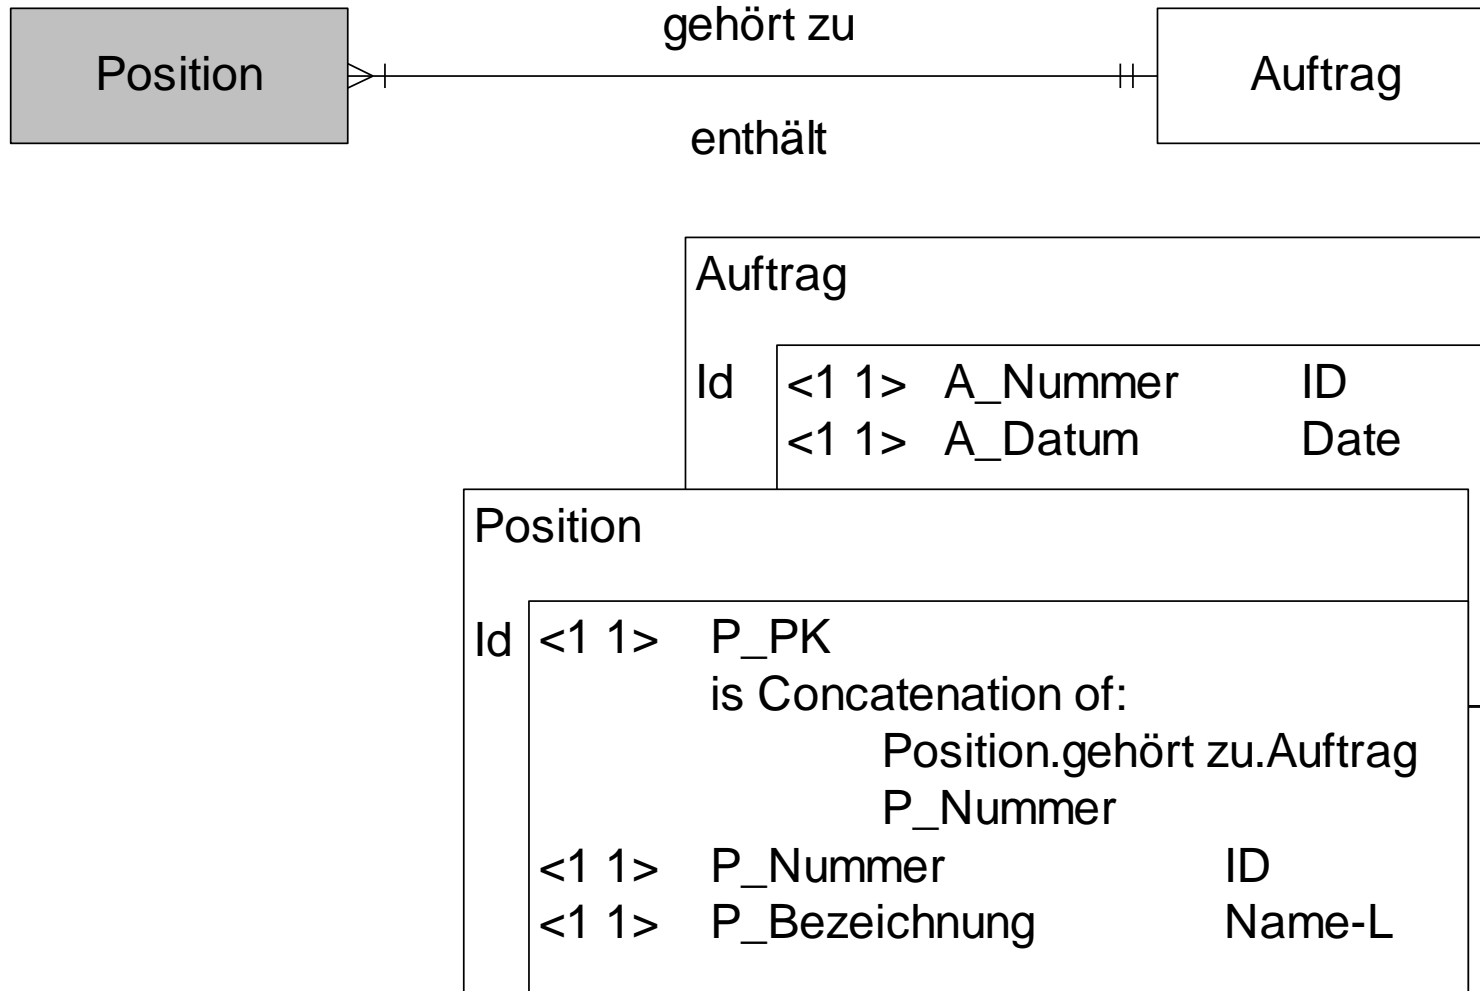 gehört zu
Position
Auftrag
enthält
Auftrag
Id <1 1> A_Nummer ID
<1 1> A_Datum Date
Position
Id <1 1> P_PK
is Concatenation of:
Position.gehört zu.Auftrag
P_Nummer
<1 1> P_Nummer ID
<1 1> P_Bezeichnung Name-L